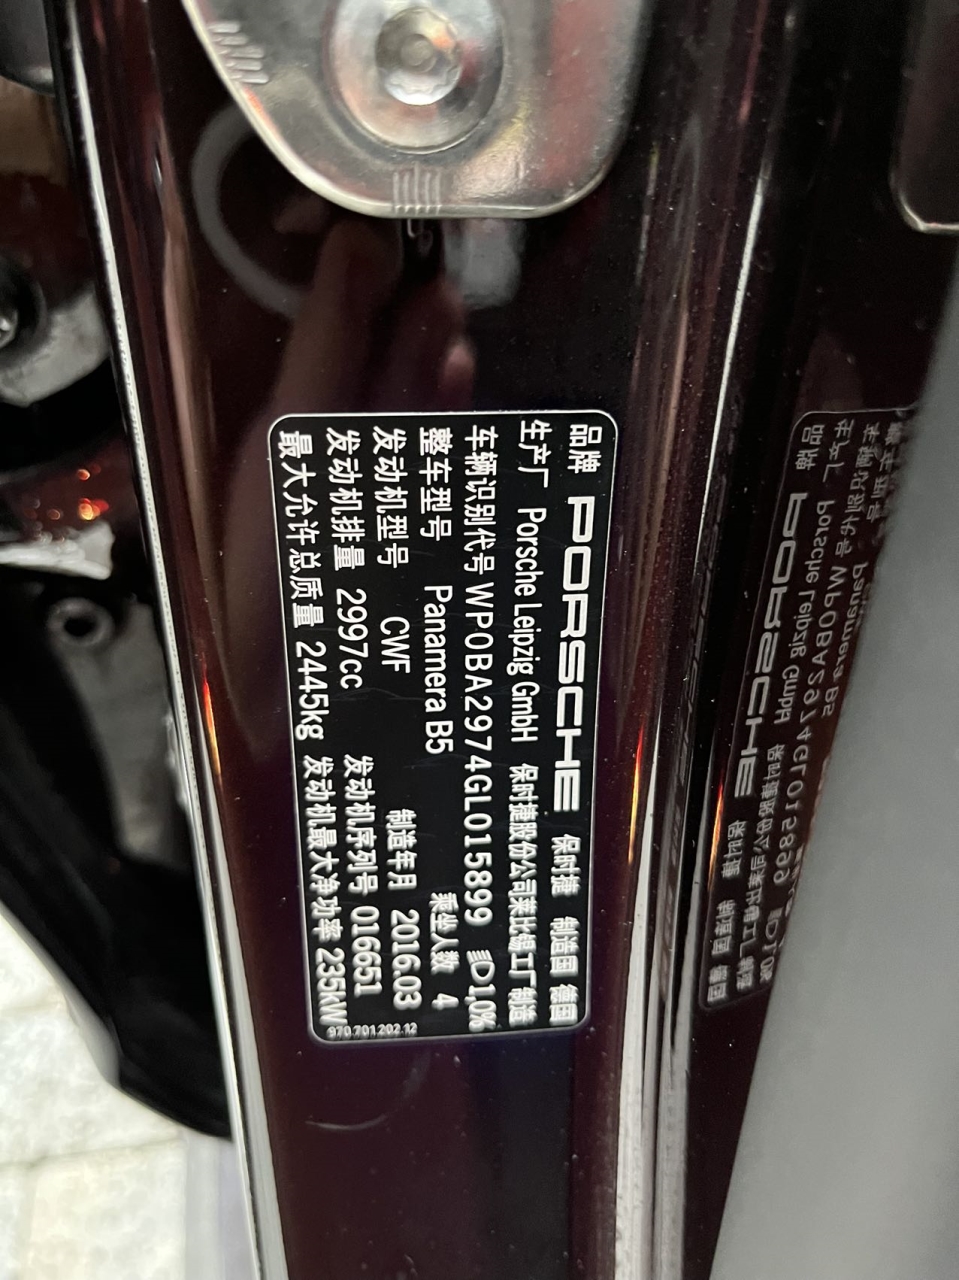 品牌 PORSCHE 保时捷 制造国 德国
生产厂 Porsche Leipzig GmbH 保时捷股份公司莱比锡工厂 制造
车辆识别代号 WP0BA2974GL015899 D1,0%
整车型号 Panamera B5 乘坐人数 4
发动机型号 CWF 制造年月 2016.03
发动机排量 2997cc 发动机序列号 016651
最大允许总质量 2445kg 发动机最大净功率 235kW
970.701.202.12